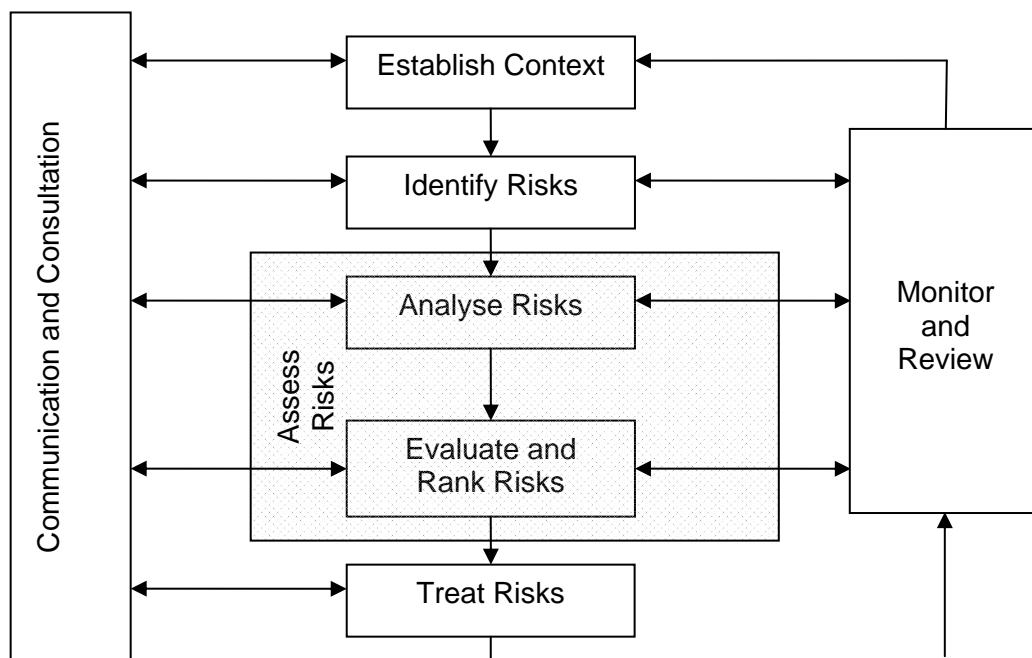 Communication and Consultation
Establish Context
Identify Risks
Assess
Risks
Analyse Risks
Evaluate and
Rank Risks
Treat Risks
Monitor
and
Review